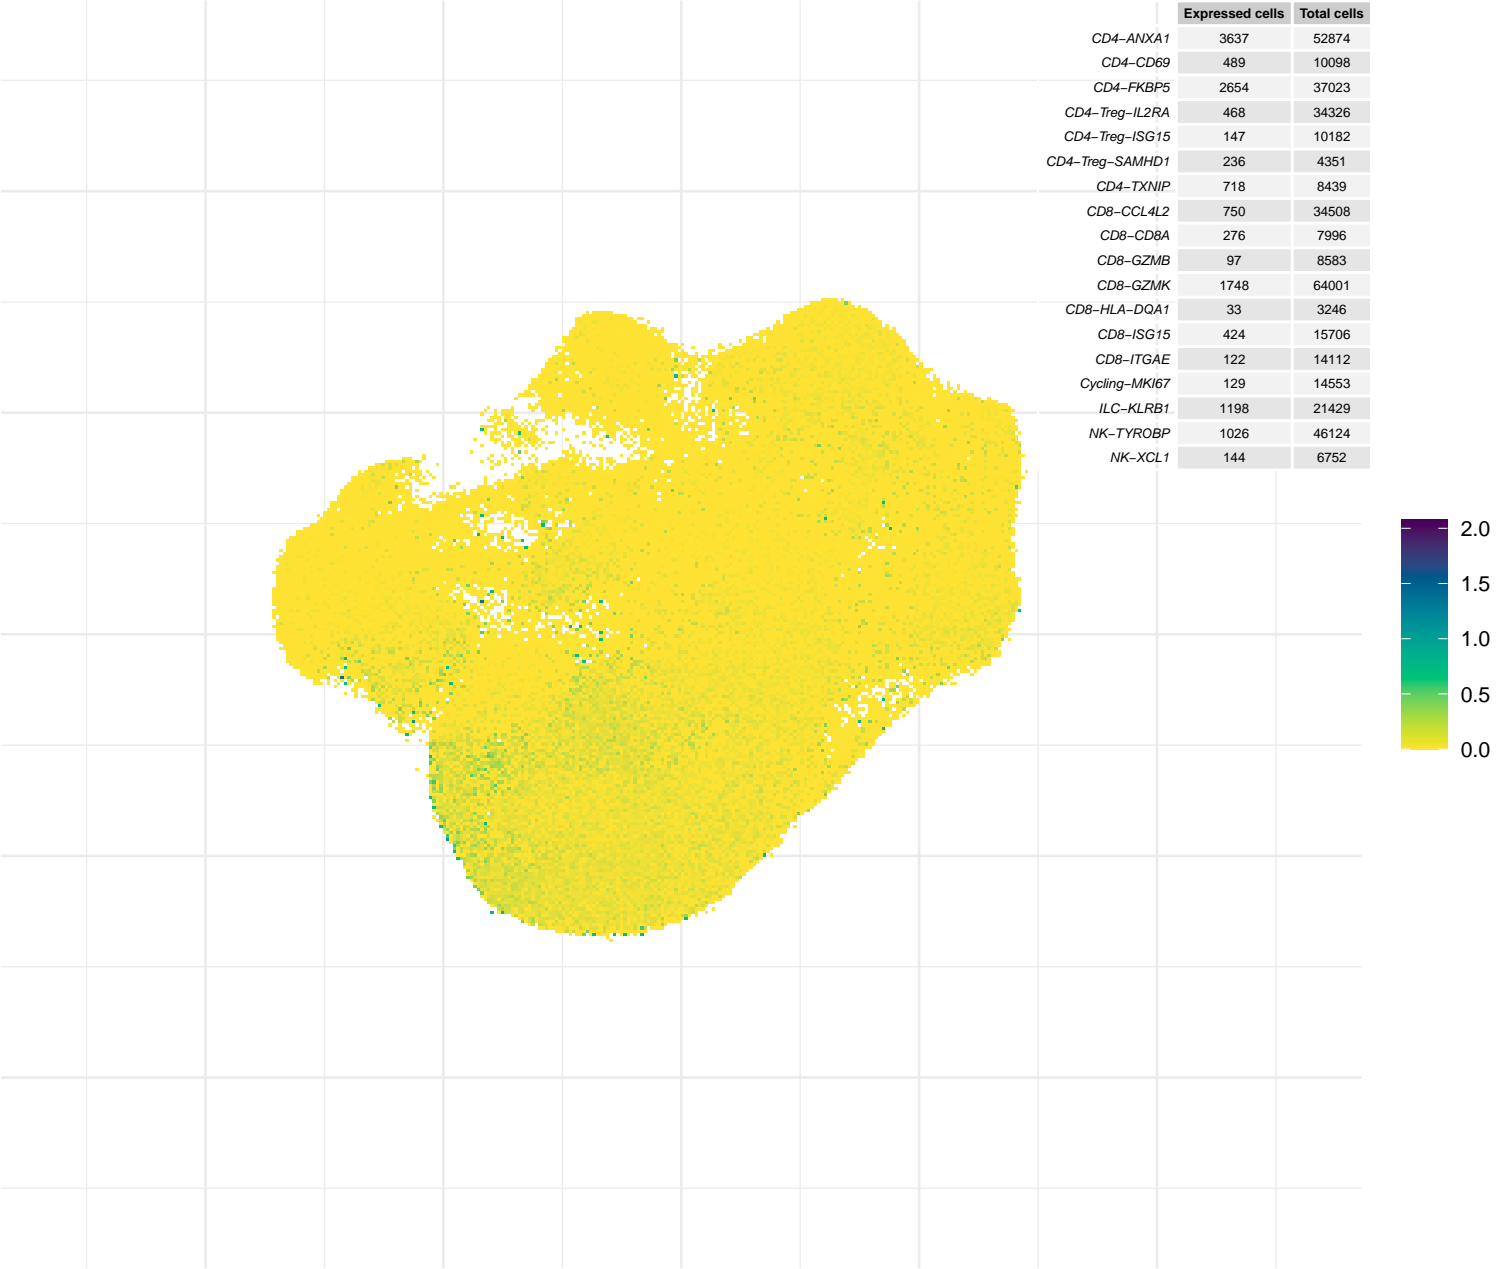 Expressed cells Total cells
CD4−ANXA1 3637 52874
CD4−CD69 489 10098
CD4−FKBP5 2654 37023
CD4−Treg−IL2RA 468 34326
CD4−Treg−ISG15 147 10182
CD4−Treg−SAMHD1 236 4351
CD4−TXNIP 718 8439
CD8−CCL4L2 750 34508
CD8−CD8A 276 7996
CD8−GZMB 97 8583
CD8−GZMK 1748 64001
CD8−HLA−DQA1 33 3246
CD8−ISG15 424 15706
CD8−ITGAE 122 14112
Cycling−MKI67 129 14553
ILC−KLRB1 1198 21429
NK−TYROBP 1026 46124
NK−XCL1 144 6752
2.0
1.5
1.0
0.5
0.0